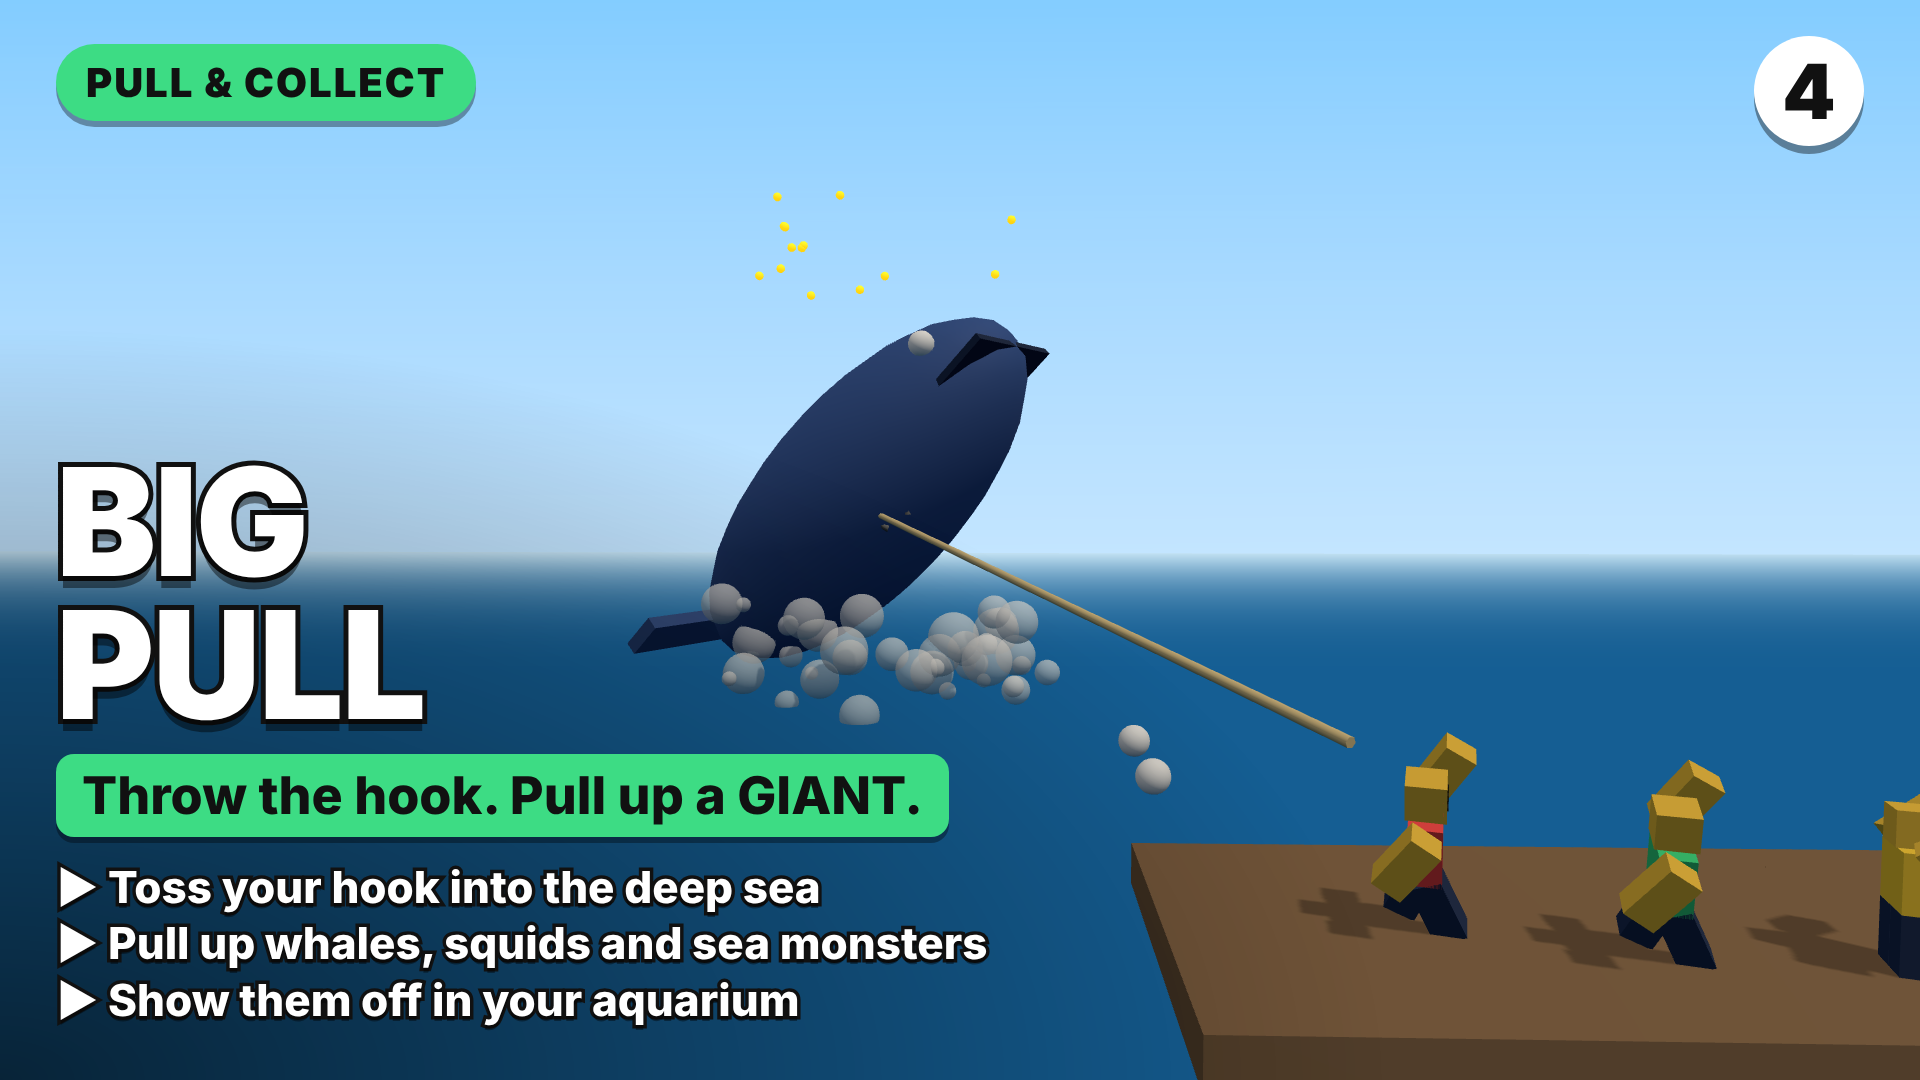 PULL & COLLECT
4
BIG
PULL
Throw the hook. Pull up a GIANT.
▶ Toss your hook into the deep sea
▶ Pull up whales, squids and sea monsters
▶ Show them off in your aquarium